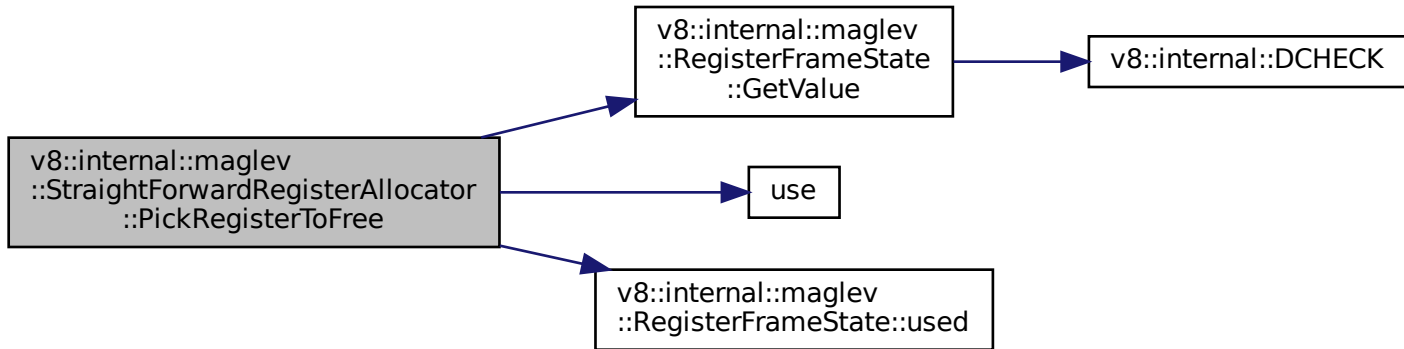 v8::internal::maglev
::StraightForwardRegisterAllocator
::PickRegisterToFree
v8::internal::maglev
::RegisterFrameState
::GetValue
v8::internal::DCHECK
use
v8::internal::maglev
::RegisterFrameState::used